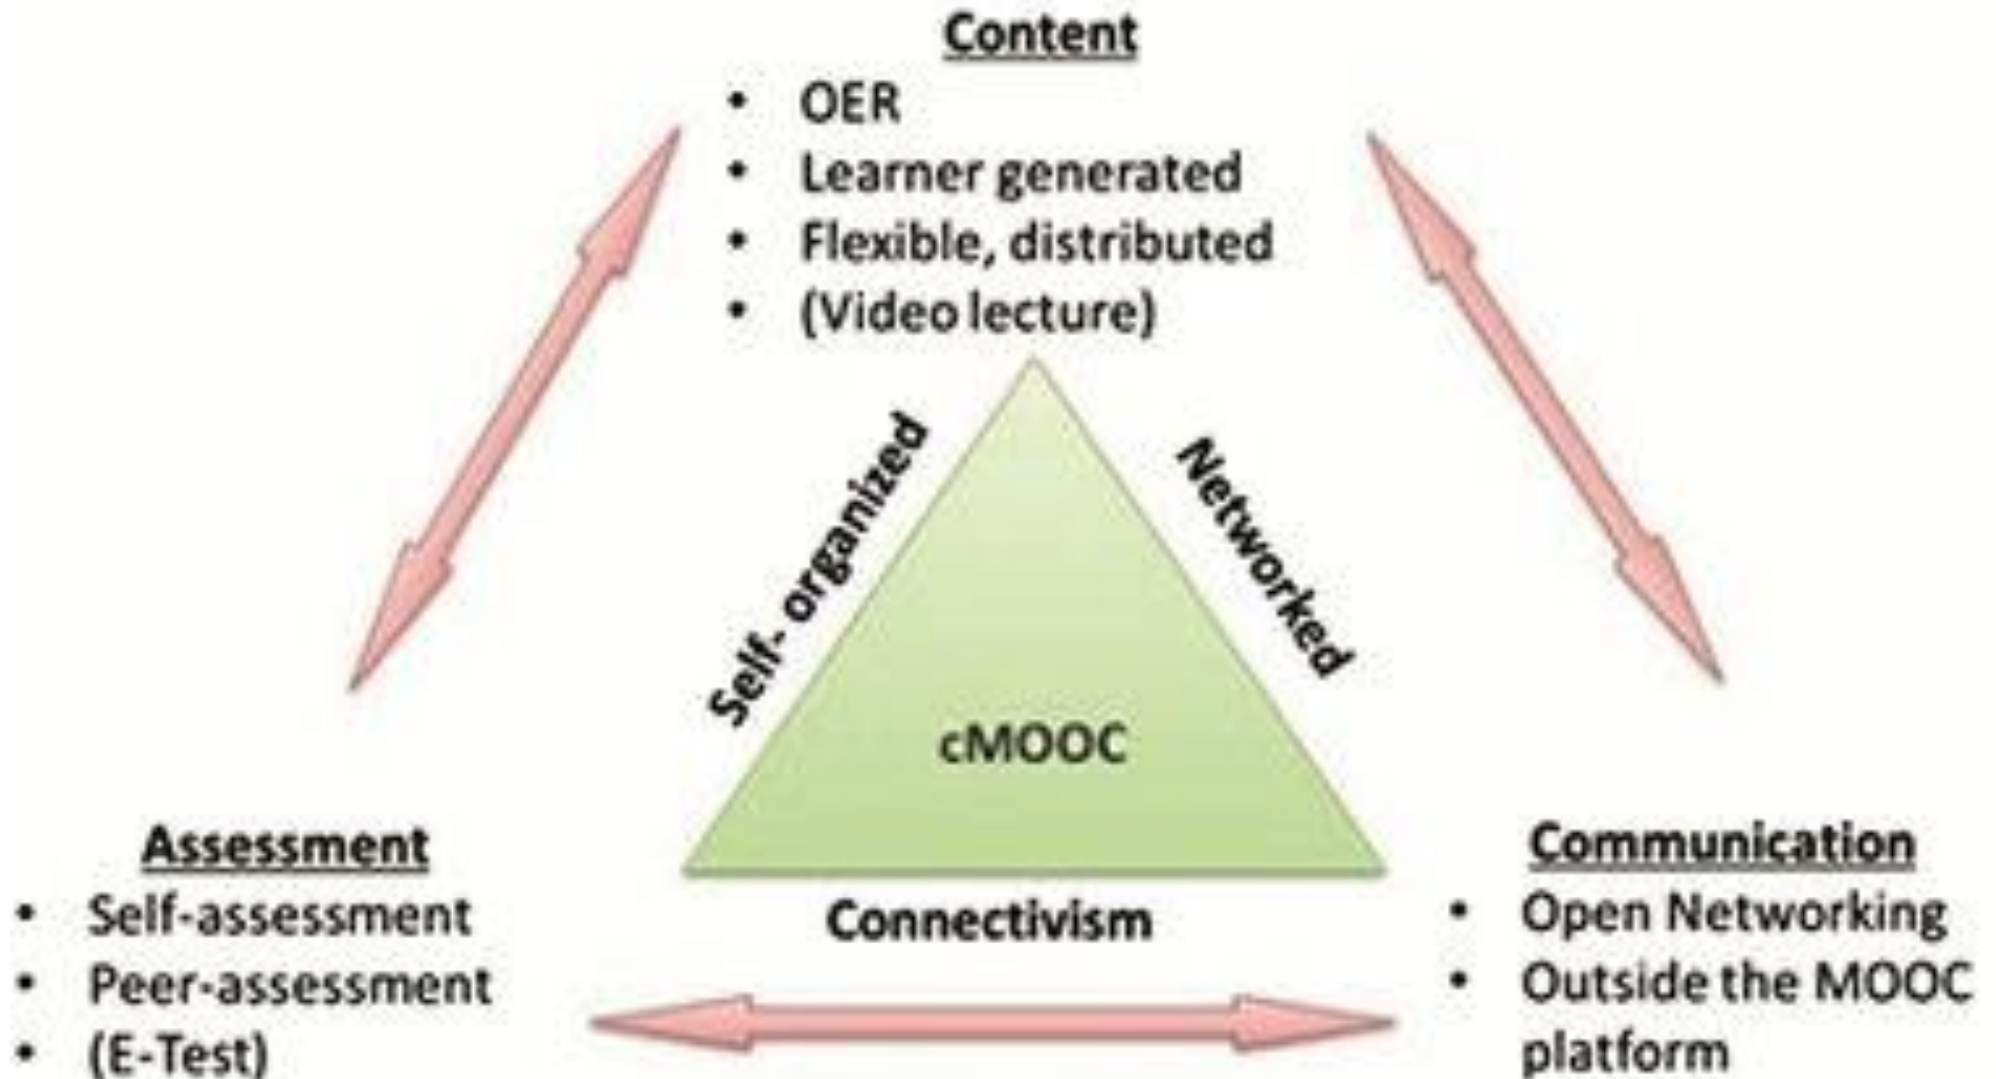 Content
• OER
• Learner generated
• Flexible, distributed
• (Video lecture)
Self- organized
Networked
cMOOC
Connectivism
Assessment
• Self-assessment
• Peer-assessment
• (E-Test)
Communication
• Open Networking
• Outside the MOOC
platform